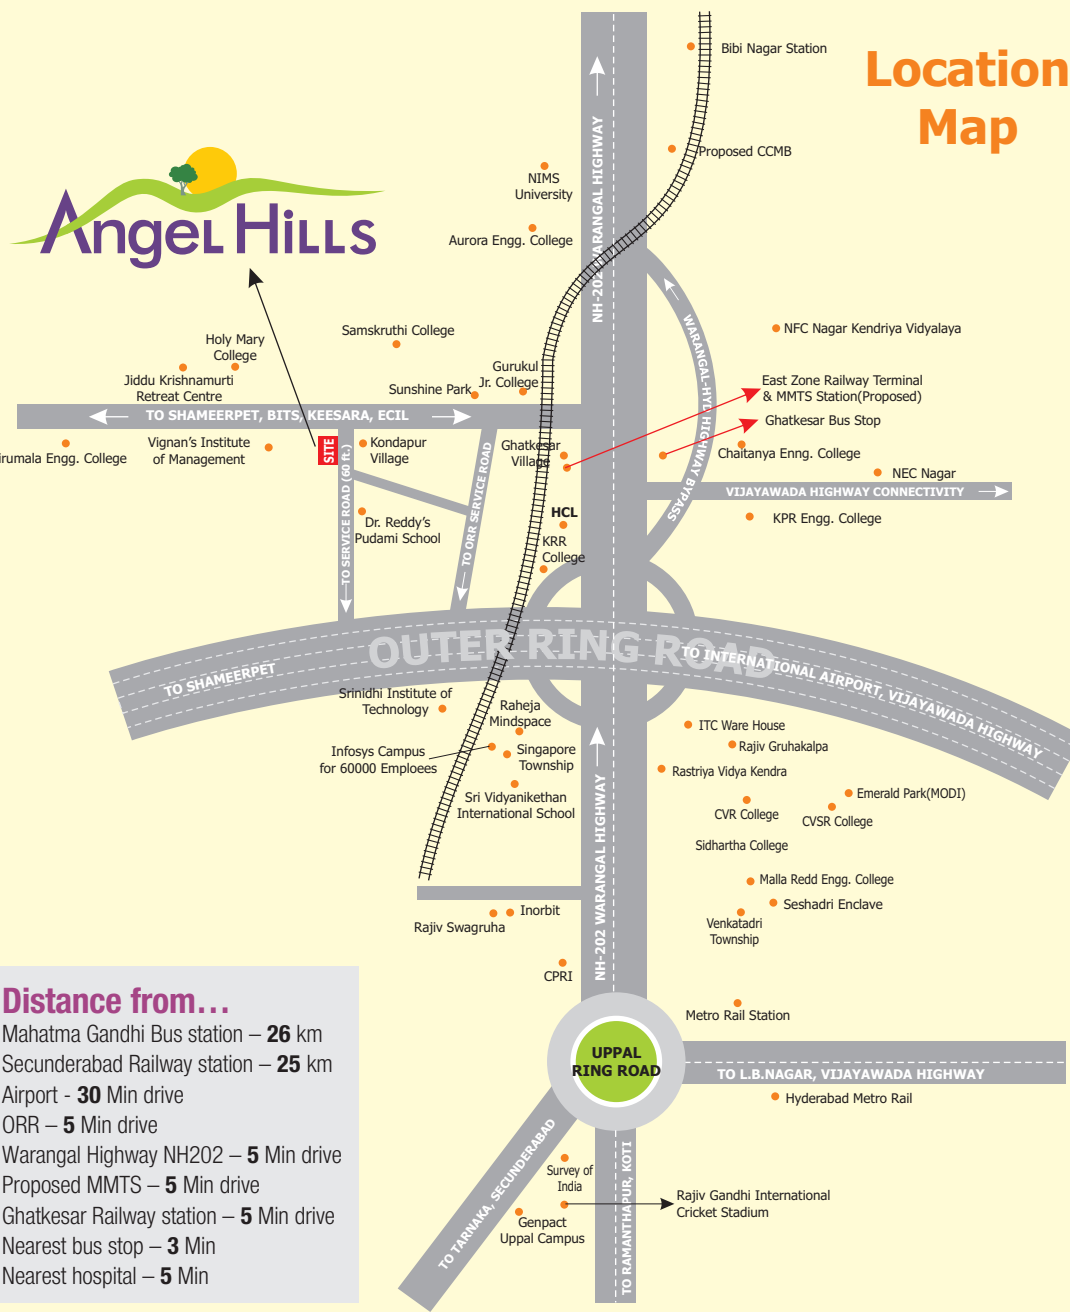 Location
Map
Bibi Nagar Station
Proposed CCMB
NIMS
University
Aurora Engg. College
NH-202 WARANGAL HIGHWAY
Angel Hills
WARANGAL-HYD HIGHWAY BYPASS
NFC Nagar Kendriya Vidyalaya
Samskruthi College
Holy Mary
College
Jiddu Krishnamurti
Retreat Centre
Gurukul
Jr. College
Sunshine Park
East Zone Railway Terminal
& MMTS Station(Proposed)
Ghatkesar Bus Stop
TO SHAMEERPET, BITS, KEESARA, ECIL
irumala Engg. College
Vignan's Institute
of Management
SITE
Kondapur
Village
Ghatkesar
Village
Chaitanya Enng. College
NEC Nagar
VIJAYAWADA HIGHWAY CONNECTIVITY
KPR Engg. College
TO SERVICE ROAD (60 ft.)
TO ORR SERVICE ROAD
Dr. Reddy's
Pudami School
HCL
KRR
College
OUTER RING ROAD
TO SHAMEERPET
TO INTERNATIONAL AIRPORT, VIJAYAWADA HIGHWAY
Srinidhi Institute of
Technology
Raheja
Mindspace
Infosys Campus
for 60000 Emploees
Singapore
Township
Sri Vidyanikethan
International School
NH-202 WARANGAL HIGHWAY
ITC Ware House
Rajiv Gruhakalpa
Rastriya Vidya Kendra
Emerald Park(MODI)
CVR College
CVSR College
Sidhartha College
Malla Redd Engg. College
Seshadri Enclave
Venkatadri
Township
Inorbit
Rajiv Swagruha
CPRI
Metro Rail Station
UPPAL
RING ROAD
TO L.B.NAGAR, VIJAYAWADA HIGHWAY
Hyderabad Metro Rail
TO TARNAKA, SECUNDERABAD
TO RAMANTHAPUR, KOTI
Survey of
India
Genpact
Uppal Campus
Rajiv Gandhi International
Cricket Stadium
Distance from...
Mahatma Gandhi Bus station – 26 km
Secunderabad Railway station – 25 km
Airport - 30 Min drive
ORR – 5 Min drive
Warangal Highway NH202 – 5 Min drive
Proposed MMTS – 5 Min drive
Ghatkesar Railway station – 5 Min drive
Nearest bus stop – 3 Min
Nearest hospital – 5 Min